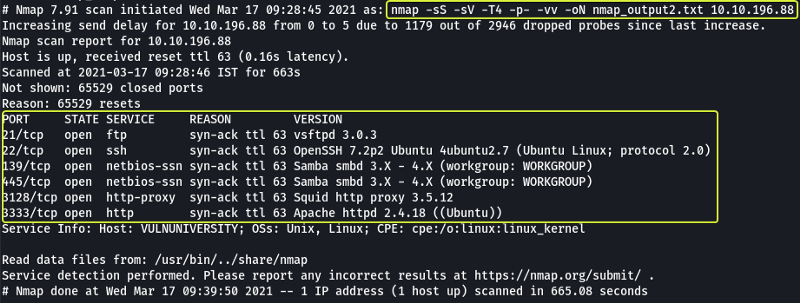 # Nmap 7.91 scan initiated Wed Mar 17 09:28:45 2021 as: nmap -sS -sV -T4 -p- -vv -oN nmap_output2.txt 10.10.196.88
Increasing send delay for 10.10.196.88 from 0 to 5 due to 1179 out of 2946 dropped probes since last increase.
Nmap scan report for 10.10.196.88
Host is up, received reset ttl 63 (0.16s latency).
Scanned at 2021-03-17 09:28:46 IST for 663s
Not shown: 65529 closed ports
Reason: 65529 resets
PORT     STATE SERVICE     REASON         VERSION
21/tcp   open  ftp         syn-ack ttl 63 vsftpd 3.0.3
22/tcp   open  ssh         syn-ack ttl 63 OpenSSH 7.2p2 Ubuntu 4ubuntu2.7 (Ubuntu Linux; protocol 2.0)
139/tcp  open  netbios-ssn syn-ack ttl 63 Samba smbd 3.X - 4.X (workgroup: WORKGROUP)
445/tcp  open  netbios-ssn syn-ack ttl 63 Samba smbd 3.X - 4.X (workgroup: WORKGROUP)
3128/tcp open  http-proxy  syn-ack ttl 63 Squid http proxy 3.5.12
3333/tcp open  http        syn-ack ttl 63 Apache httpd 2.4.18 ((Ubuntu))
Service Info: Host: VULNUNIVERSITY; OSs: Unix, Linux; CPE: cpe:/o:linux:linux_kernel
Read data files from: /usr/bin/../share/nmap
Service detection performed. Please report any incorrect results at https://nmap.org/submit/ .
# Nmap done at Wed Mar 17 09:39:50 2021 -- 1 IP address (1 host up) scanned in 665.08 seconds